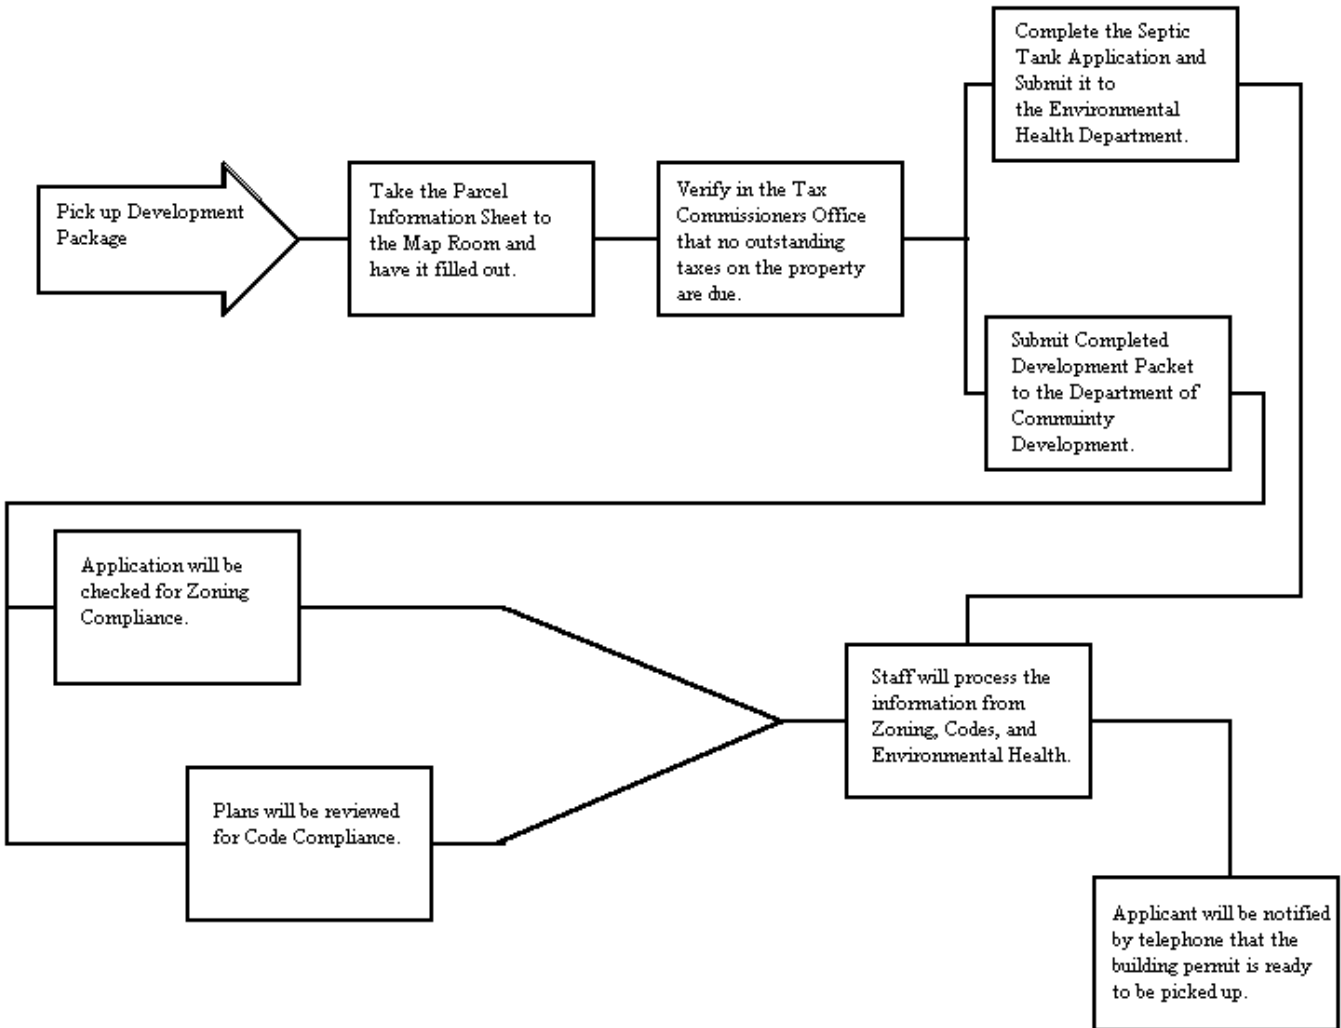 Pick up Development
Package
Take the Parcel
Information Sheet to
the Map Room and
have it filled out.
Verify in the Tax
Commissioners Office
that no outstanding
taxes on the property
are due.
Complete the Septic
Tank Application and
Submit it to
the Environmental
Health Department.
Submit Completed
Development Packet
to the Department of
Commuinty
Development.
Application will be
checked for Zoning
Compliance.
Plans will be reviewed
for Code Compliance.
Staff will process the
information from
Zoning, Codes, and
Environmental Health.
Applicant will be notified
by telephone that the
building permit is ready
to be picked up.